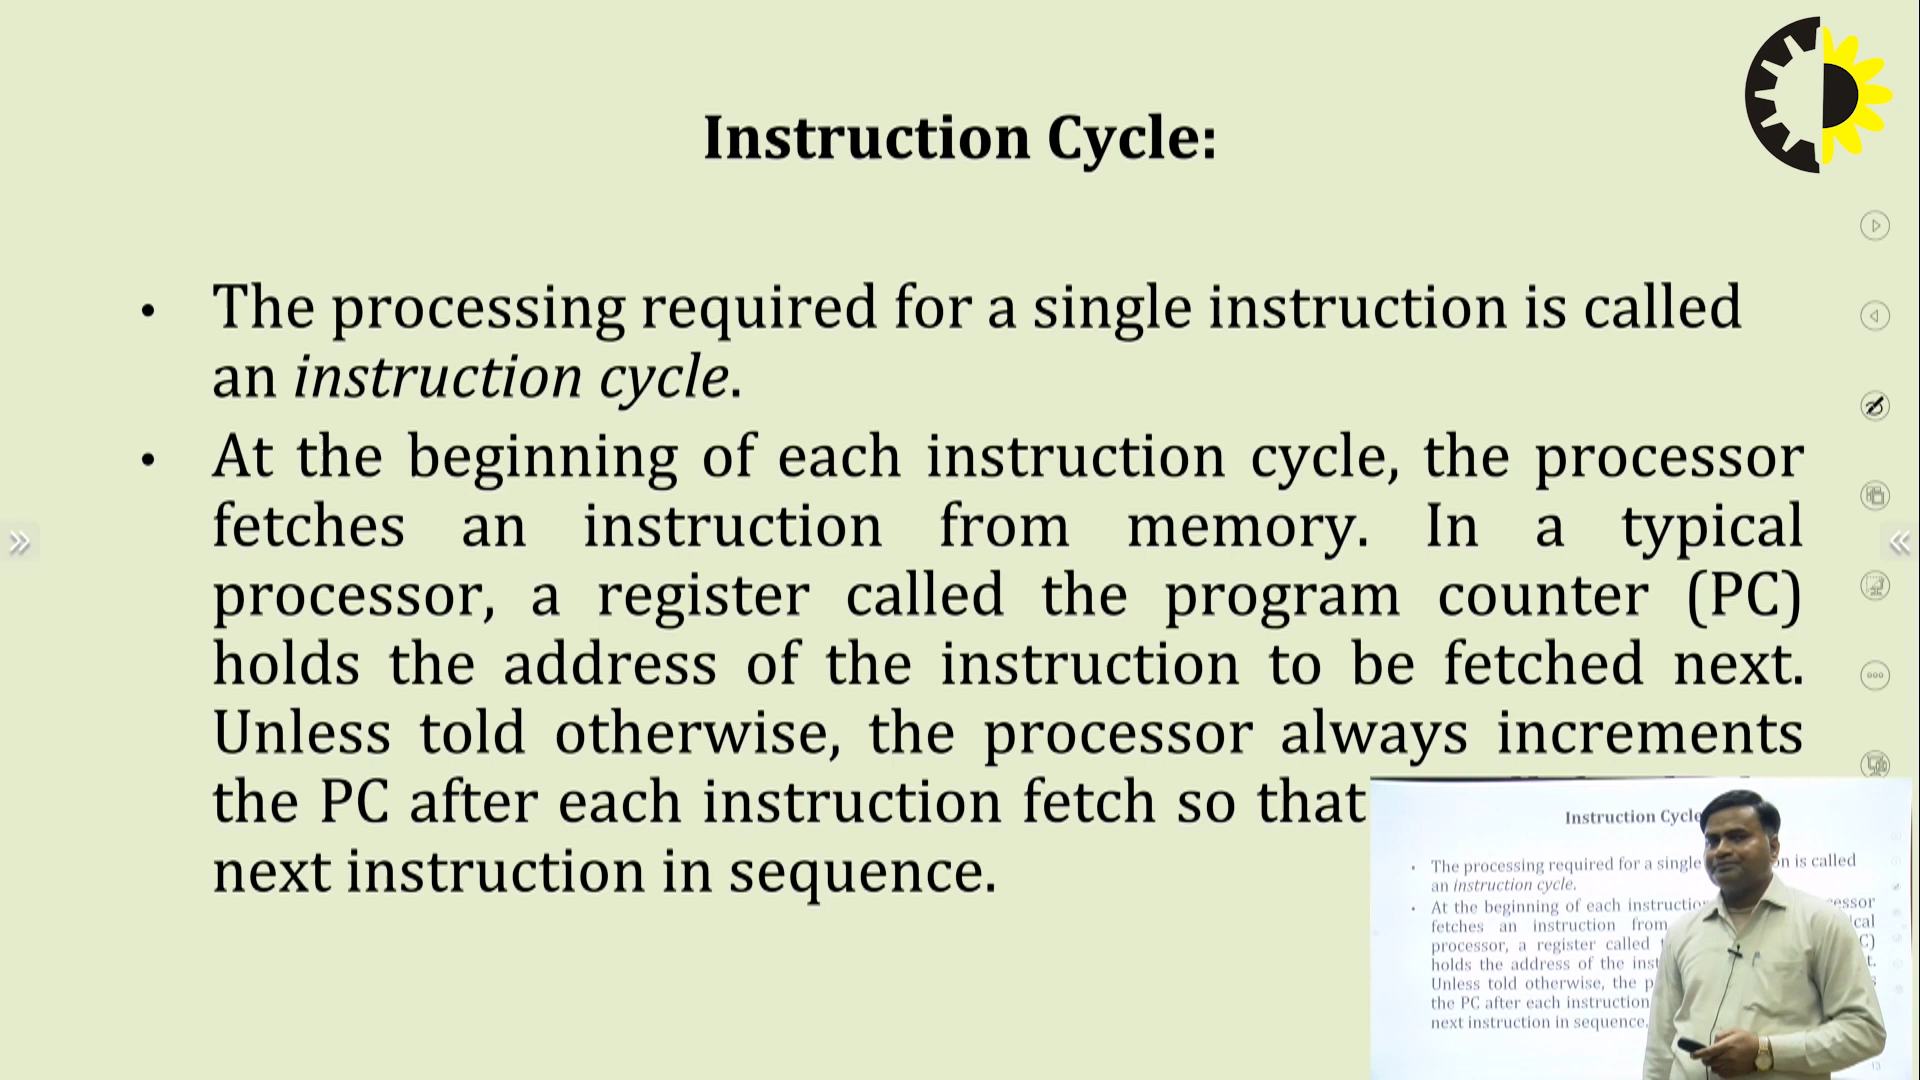 Instruction Cycle:
• The processing required for a single instruction is called
an instruction cycle.
• At the beginning of each instruction cycle, the processor
fetches an instruction from memory. In a typical
processor, a register called the program counter (PC)
holds the address of the instruction to be fetched next.
Unless told otherwise, the processor always increments
the PC after each instruction fetch so that
next instruction in sequence.
Instruction Cycle
• The processing required for a single on is called
an instruction cycle.
• At the beginning of each instruction
fetches an instruction from
processor, a register called
holds the address of the
Unless told otherwise, the
the PC after each instruction
next instruction in sequence.
13